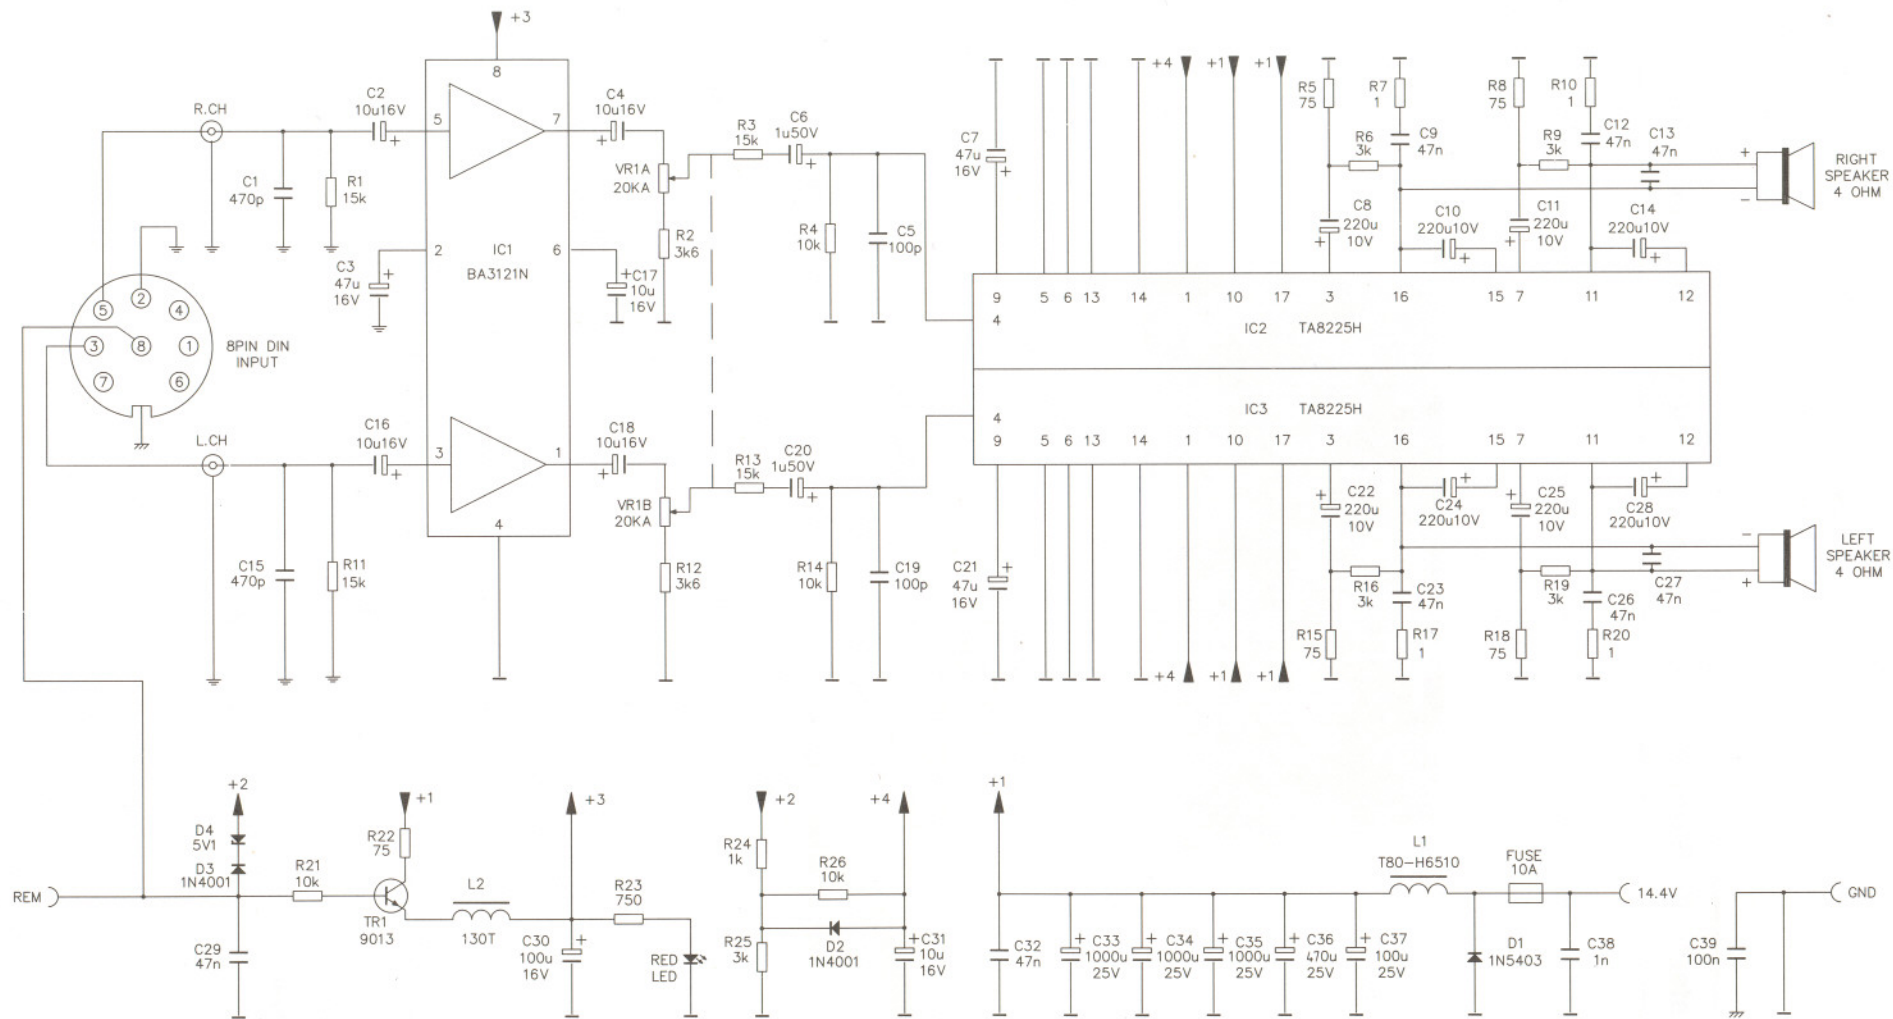 +3
8
R.CH
C2
10u16V
5
7
C4
10u16V
C1
470p
R1
15k
VR1A
20KA
R3
15k
C6
1u50V
R2
3k6
R4
10k
C5
100p
2
IC1
BA3121N
6
C3
47u
16V
C17
10u
16V
2
5
4
3
8
1
7
6
8PIN DIN
INPUT
L.CH
C16
10u16V
3
1
4
C18
10u16V
VR1B
20KA
R13
15k
C20
1u50V
C15
470p
R11
15k
R12
3k6
R14
10k
C19
100p
C7
47u
16V
+4
+1
+1
R5
75
R7
1
R8
75
R10
1
R6
3k
C9
47n
R9
3k
C12
47n
C13
47n
RIGHT
SPEAKER
4 OHM
+
−
C8
220u
10V
C10
220u10V
C11
220u
10V
C14
220u10V
9 5 6 13 14 1 10 17 3 16 15 7 11 12
4
IC2 TA8225H
IC3 TA8225H
4
9 5 6 13 14 1 10 17 3 16 15 7 11 12
C21
47u
16V
+4
+1
+1
C22
220u
10V
C24
220u10V
C25
220u
10V
C28
220u10V
−
+
LEFT
SPEAKER
4 OHM
R16
3k
C23
47n
R19
3k
C26
47n
C27
47n
R15
75
R17
1
R18
75
R20
1
REM
+2
D4
5V1
D3
1N4001
C29
47n
R21
10k
+1
R22
75
TR1
9013
L2
130T
+3
C30
100u
16V
R23
750
RED
LED
+2
R24
1k
R25
3k
R26
10k
D2
1N4001
+4
C31
10u
16V
+1
C32
47n
C33
1000u
25V
C34
1000u
25V
C35
1000u
25V
C36
470u
25V
C37
100u
25V
L1
T80-H6510
FUSE
10A
14.4V
D1
1N5403
C38
1n
C39
100n
GND